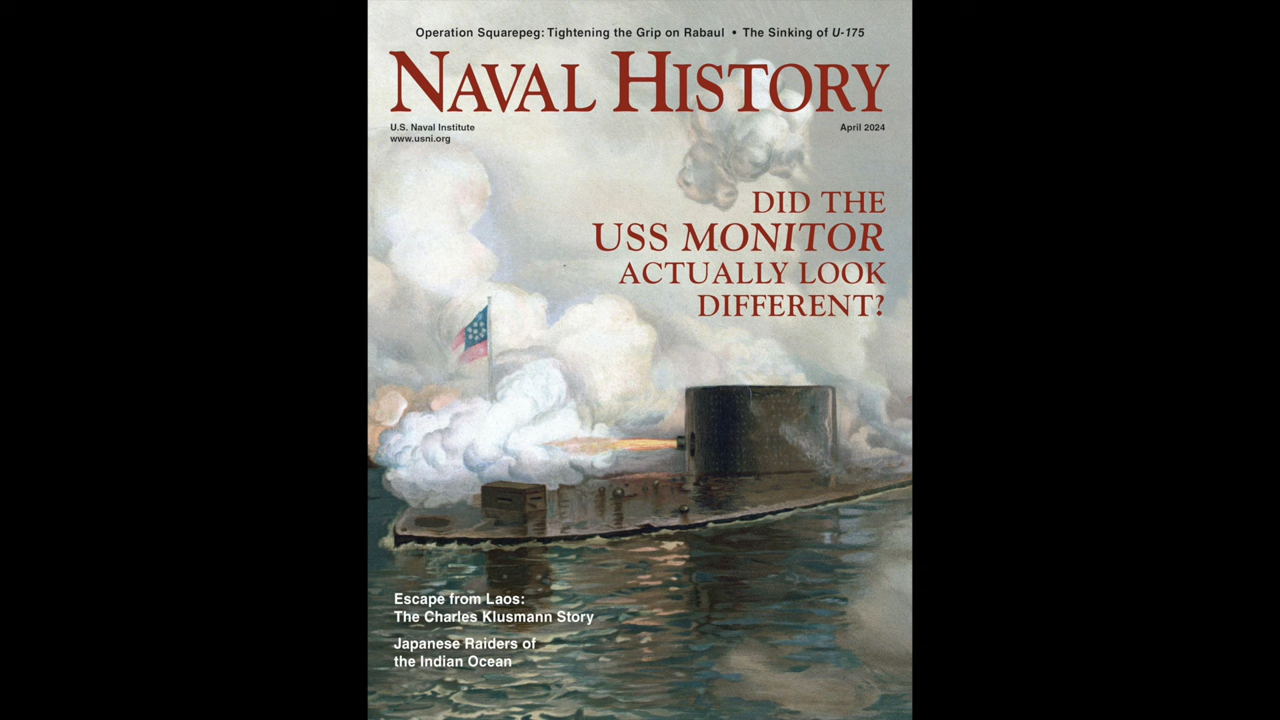 Operation Squarepeg: Tightening the Grip on Rabaul • The Sinking of U-175
NAVAL HISTORY
U.S. Naval Institute
www.usni.org
April 2024
DID THE
USS MONITOR
ACTUALLY LOOK
DIFFERENT?
Escape from Laos:
The Charles Klusmann Story
Japanese Raiders of
the Indian Ocean